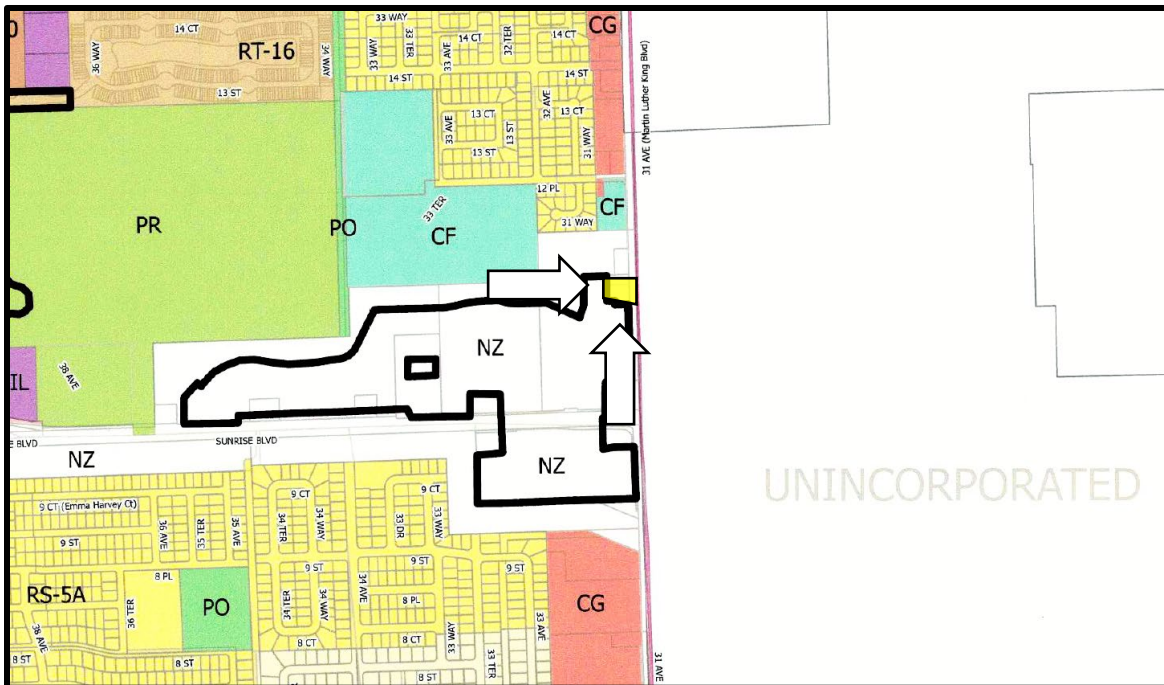 33 WAY
33 TER
33 AVE
14 CT
32 TER
14 CT
CG
14 CT
36 WAY
RT-16
34 WAY
14 ST
14 ST
13 ST
33 AVE
13 CT
13 ST
32 AVE
13 CT
31 WAY
13 ST
31 AVE (Martin Luther King Blvd)
12 PL
31 WAY
CF
33 TER
PR
PO
CF
NZ
IL
38 AVE
E BLVD
SUNRISE BLVD
NZ
NZ
UNINCORPORATED
9 CT (Emma Harvey Ct)
36 AVE
35 TER
35 AVE
9 ST
9 CT
34 TER
34 WAY
33 DR
9 CT
33 WAY
8 PL
9 ST
34 AVE
9 ST
9 ST
RS-5A
36 TER
PO
34 TER
34 WAY
8 PL
CG
38 AVE
33 WAY
33 AVE
8 CT
8 CT
8 ST
8 ST
33 TER
8 ST
31 AVE